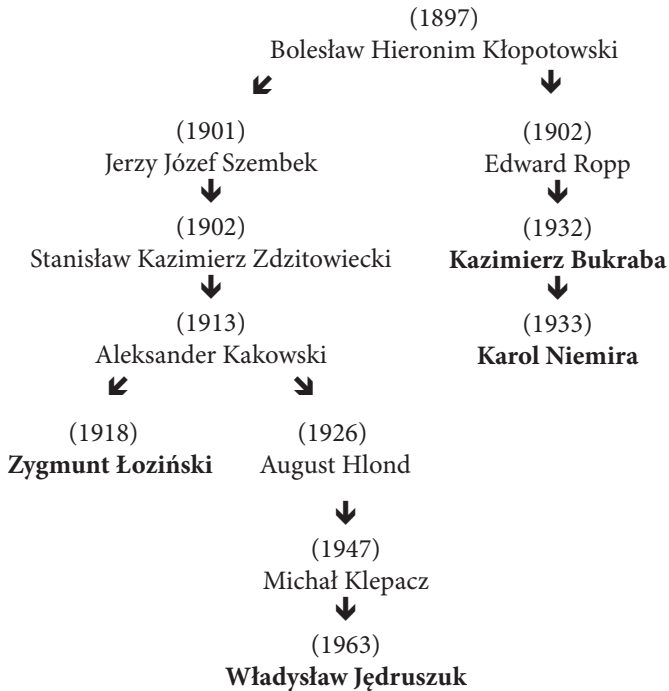 (1897)
Bolesław Hieronim Kłopotowski
(1901)
Jerzy Józef Szembek
(1902)
Edward Ropp
(1902)
Stanisław Kazimierz Zdzitowiecki
(1932)
Kazimierz Bukraba
(1913)
Aleksander Kakowski
(1933)
Karol Niemira
(1918)
Zygmunt Łoziński
(1926)
August Hlond
(1947)
Michał Klepacz
(1963)
Władysław Jędruszuk